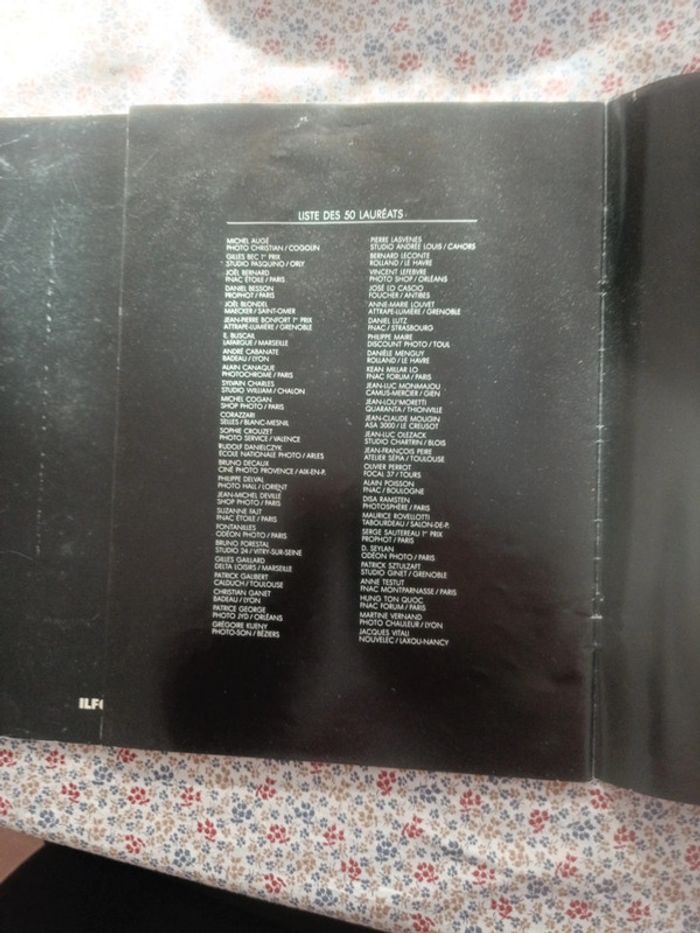 LISTE DES 50 LAURÉATS
MICHEL AUGÉ
PHOTO CHRISTIAN / COGOLIN
GILLES BEC 1er PRIX
STUDIO PASQUINO / ORLY
JOËL BERNARD
FNAC ÉTOILE / PARIS
DANIEL BESSON
PROPHOT / PARIS
JOËL BLONDEL
MAECKER / SAINT-OMER
JEAN-PIERRE BONFORT 1er PRIX
ATTRAPE-LUMIÈRE / GRENOBLE
E. BUSCAIL
LAFARGUE / MARSEILLE
ANDRÉ CABANATE
BADEAU / LYON
ALAIN CANAQUE
PHOTOCHROME / PARIS
SYLVAIN CHARLES
STUDIO WILLIAM / CHALON
MICHEL COGAN
SHOP PHOTO / PARIS
CORAZZARI
SELLES / BLANC-MESNIL
SOPHIE CROUZET
PHOTO SERVICE / VALENCE
RUDOLF DANIELCZYK
ÉCOLE NATIONALE PHOTO / ARLES
BRUNO DECAUX
CINÉ PHOTO PROVENCE / AIX-EN-P.
PHILIPPE DELVAL
PHOTO HALL / LORIENT
JEAN-MICHEL DEVILLE
SHOP PHOTO / PARIS
SUZANNE FAJT
FNAC ÉTOILE / PARIS
FONTANILLES
ODÉON PHOTO / PARIS
BRUNO FORESTAL
STUDIO 24 / VITRY-SUR-SEINE
GILLES GAILLARD
DELTA LOISIRS / MARSEILLE
PATRICK GALBERT
CALDUCH / TOULOUSE
CHRISTIAN GANET
BADEAU / LYON
PATRICE GEORGE
PHOTO JYD / ORLÉANS
GRÉGOIRE KUENY
PHOTO-SON / BÉZIERS
PIERRE LASVENES
STUDIO ANDRÉE LOUIS / CAHORS
BERNARD LECONTE
ROLLAND / LE HAVRE
VINCENT LEFEBVRE
PHOTO SHOP / ORLÉANS
JOSÉ LO CASCIO
FOUCHER / ANTIBES
ANNE-MARIE LOUVET
ATTRAPE-LUMIÈRE / GRENOBLE
DANIEL LUTZ
FNAC / STRASBOURG
PHILIPPE MAIRE
DISCOUNT PHOTO / TOUL
DANIÈLE MENGUY
ROLLAND / LE HAVRE
KEAN MILLAR LO
FNAC FORUM / PARIS
JEAN-LUC MONMAJOU
CAMUS-MERCIER / GIEN
JEAN-LOU MORETTI
QUARANTA / THIONVILLE
JEAN-CLAUDE MOUGIN
ASA 3000 / LE CREUSOT
JEAN-LUC OLEZACK
STUDIO CHARTRIN / BLOIS
JEAN-FRANÇOIS PEIRE
ATELIER SÉPIA / TOULOUSE
OLIVIER PERROT
FOCAL 37 / TOURS
ALAIN POISSON
FNAC / BOULOGNE
DISA RAMSTEN
PHOTOSPHÈRE / PARIS
MAURICE ROVELLOTTI
TABOURDEAU / SALON-DE-P.
SERGE SAUTEREAU 1er PRIX
PROPHOT / PARIS
D. SEYLAN
ODÉON PHOTO / PARIS
PATRICK SZTULZAFT
STUDIO GINET / GRENOBLE
ANNE TESTUT
FNAC MONTPARNASSE / PARIS
HUNG TON QUOC
FNAC FORUM / PARIS
MARTINE VERNAND
PHOTO CHAULEUR / LYON
JACQUES VITALI
NOUVELEC / LAXOU-NANCY